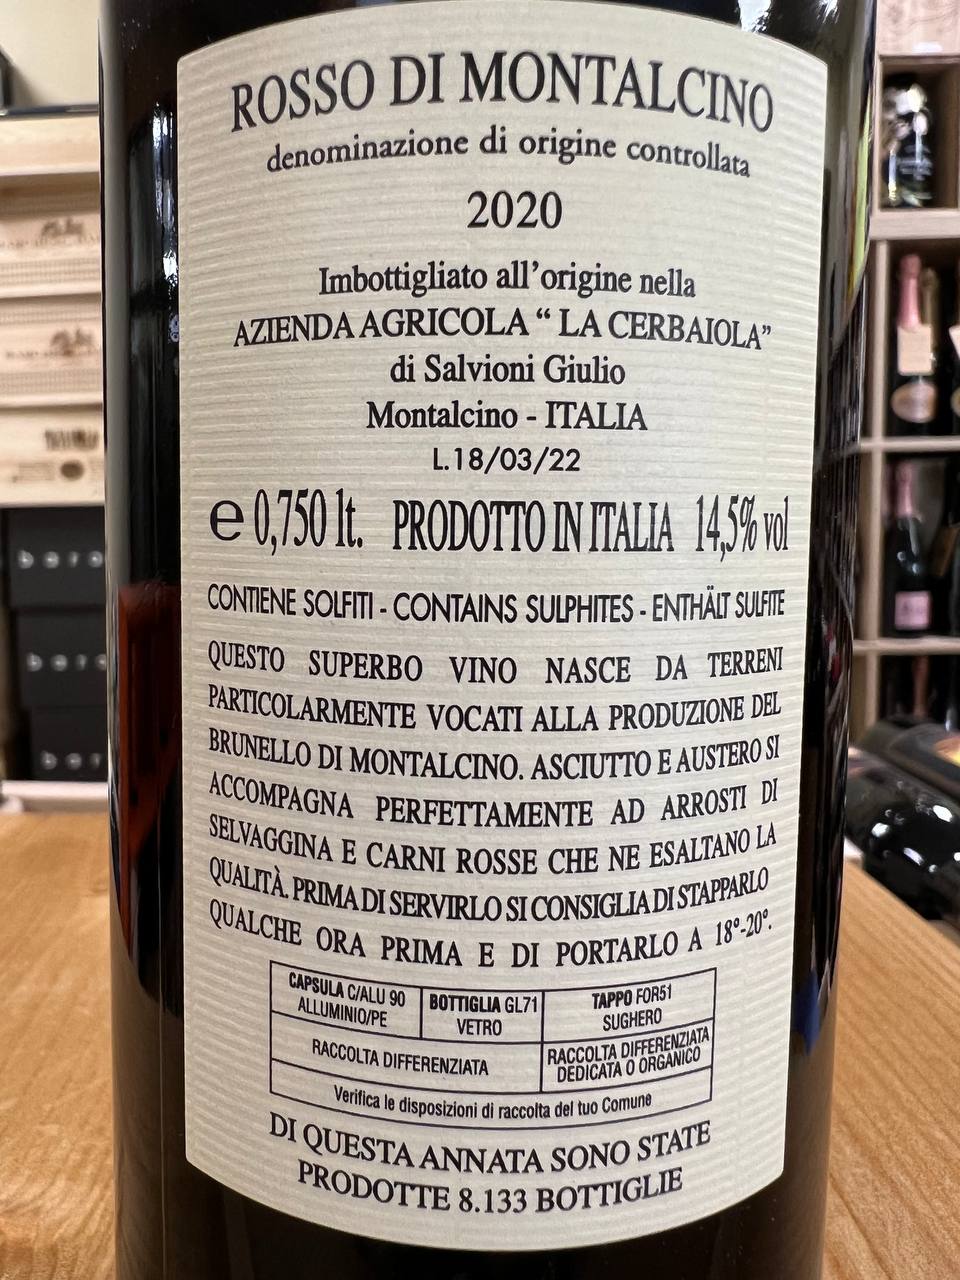 ROSSO DI MONTALCINO
denominazione di origine controllata
2020
Imbottigliato all'origine nella
AZIENDA AGRICOLA “ LA CERBAIOLA”
di Salvioni Giulio
Montalcino - ITALIA
L.18/03/22
e 0,750 lt. PRODOTTO IN ITALIA 14,5% vol
CONTIENE SOLFITI - CONTAINS SULPHITES - ENTHÄLT SULFITE
QUESTO SUPERBO VINO NASCE DA TERRENI
PARTICOLARMENTE VOCATI ALLA PRODUZIONE DEL
BRUNELLO DI MONTALCINO. ASCIUTTO E AUSTERO SI
ACCOMPAGNA PERFETTAMENTE AD ARROSTI DI
SELVAGGINA E CARNI ROSSE CHE NE ESALTANO LA
QUALITÀ. PRIMA DI SERVIRLO SI CONSIGLIA DI STAPPARLO
QUALCHE ORA PRIMA E DI PORTARLO A 18°-20°.
CAPSULA C/ALU 90
ALLUMINIO/PE
BOTTIGLIA GL71
VETRO
TAPPO FOR51
SUGHERO
RACCOLTA DIFFERENZIATA
RACCOLTA DIFFERENZIATA
DEDICATA O ORGANICO
Verifica le disposizioni di raccolta del tuo Comune
DI QUESTA ANNATA SONO STATE
PRODOTTE 8.133 BOTTIGLIE